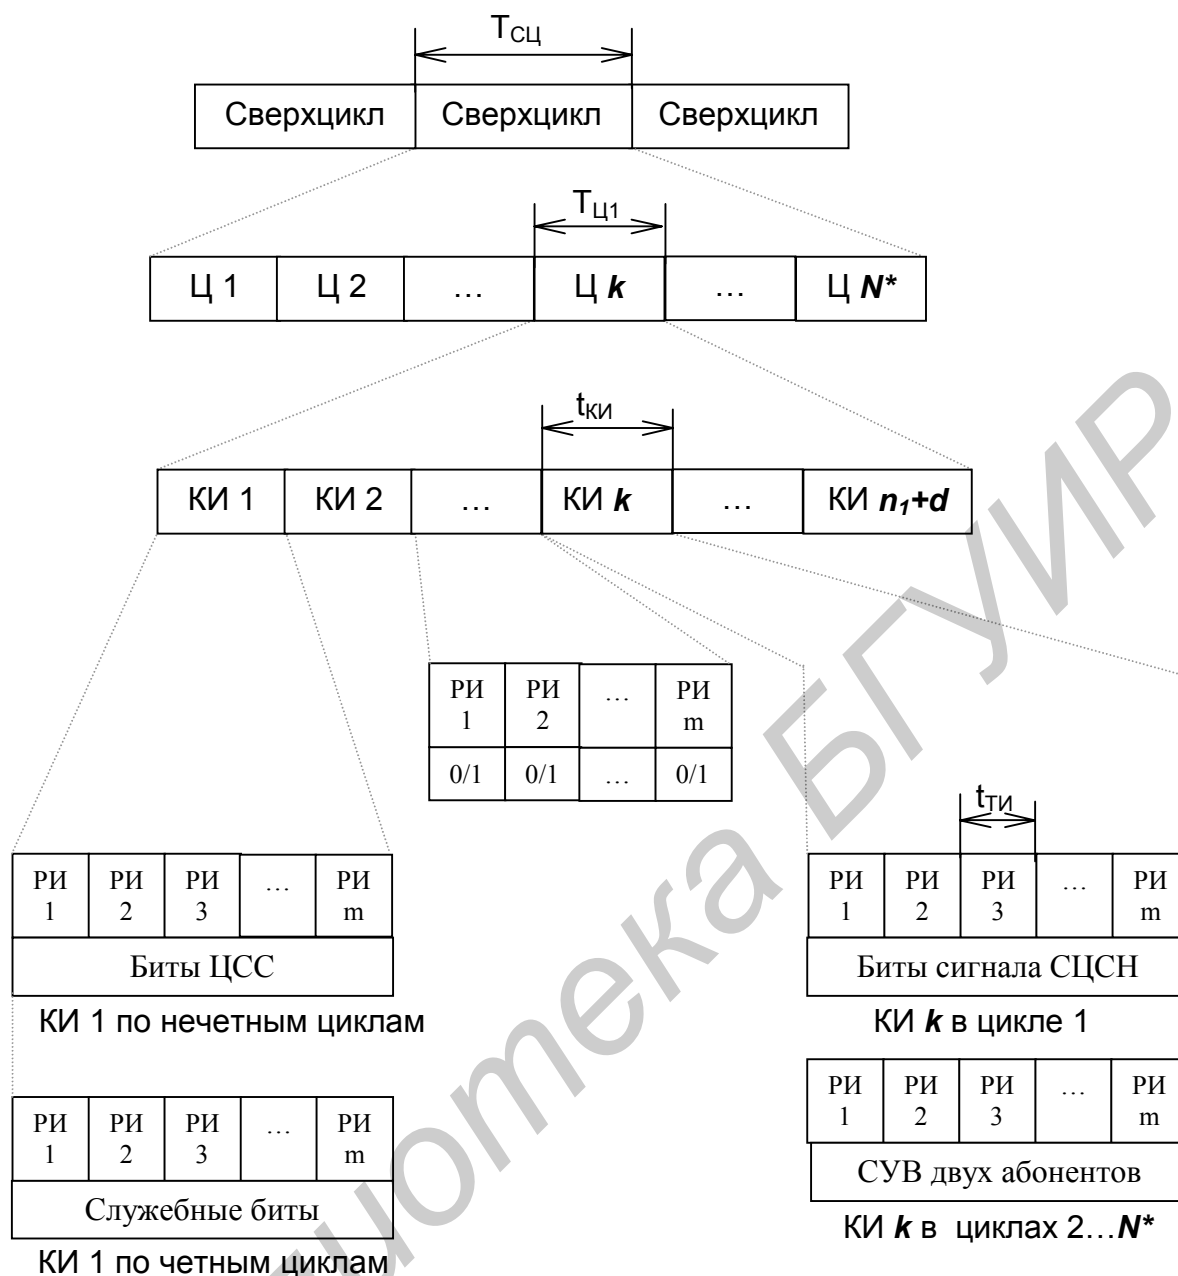 TСЦ
Сверхцикл Сверхцикл Сверхцикл
TЦ1
Ц 1 Ц 2 … Ц k … Ц N*
tКИ
КИ 1 КИ 2 … КИ k … КИ n1+d
РИ 1 РИ 2 … РИ m
0/1 0/1 … 0/1
tТИ
РИ 1 РИ 2 РИ 3 … РИ m
Биты ЦСС
КИ 1 по нечетным циклам
РИ 1 РИ 2 РИ 3 … РИ m
Биты сигнала СЦСН
КИ k в цикле 1
РИ 1 РИ 2 РИ 3 … РИ m
Служебные биты
КИ 1 по четным циклам
РИ 1 РИ 2 РИ 3 … РИ m
СУВ двух абонентов
КИ k в циклах 2…N*
БГУИР